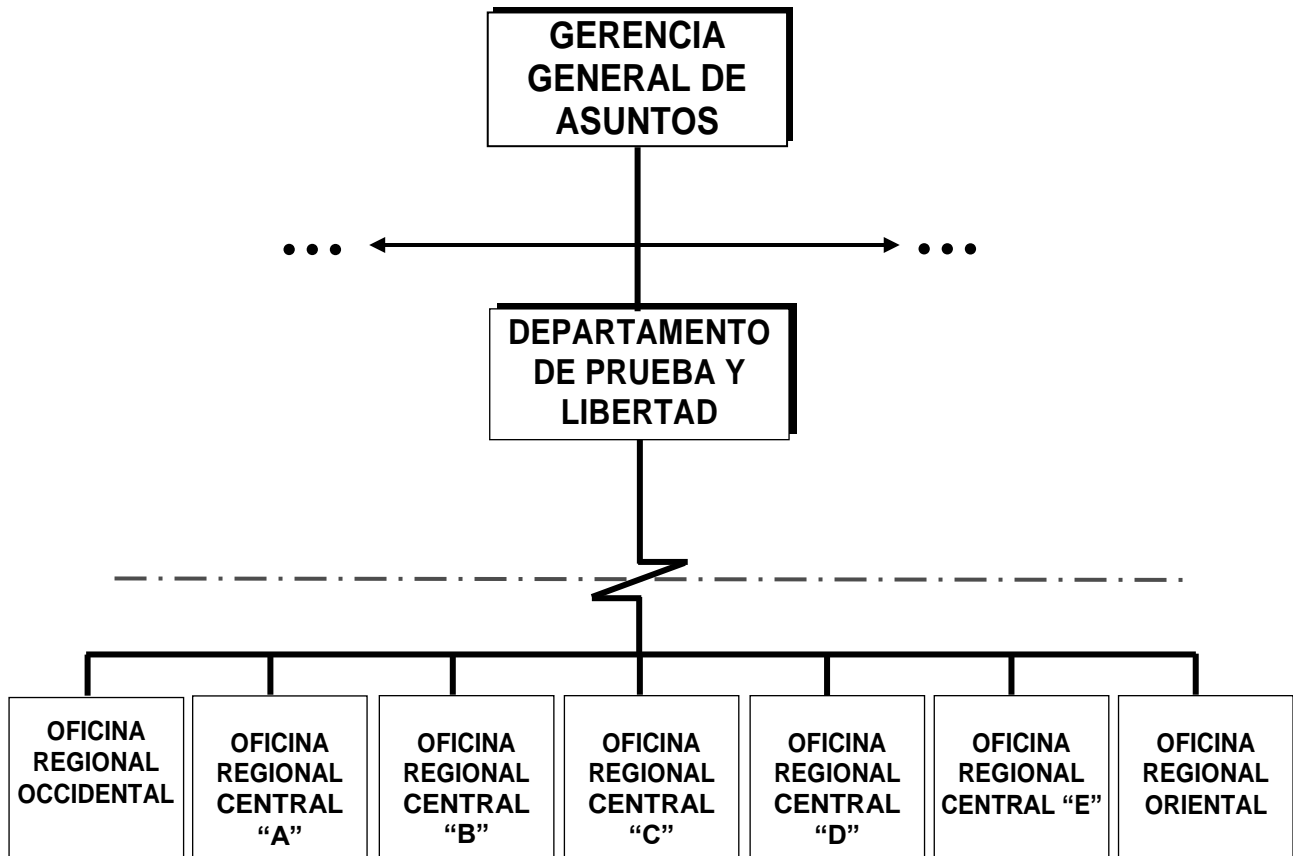 GERENCIA
GENERAL DE
ASUNTOS
... ...
DEPARTAMENTO
DE PRUEBA Y
LIBERTAD
OFICINA
REGIONAL
OCCIDENTAL
OFICINA
REGIONAL
CENTRAL
“A”
OFICINA
REGIONAL
CENTRAL
“B”
OFICINA
REGIONAL
CENTRAL
“C”
OFICINA
REGIONAL
CENTRAL
“D”
OFICINA
REGIONAL
CENTRAL “E”
OFICINA
REGIONAL
ORIENTAL